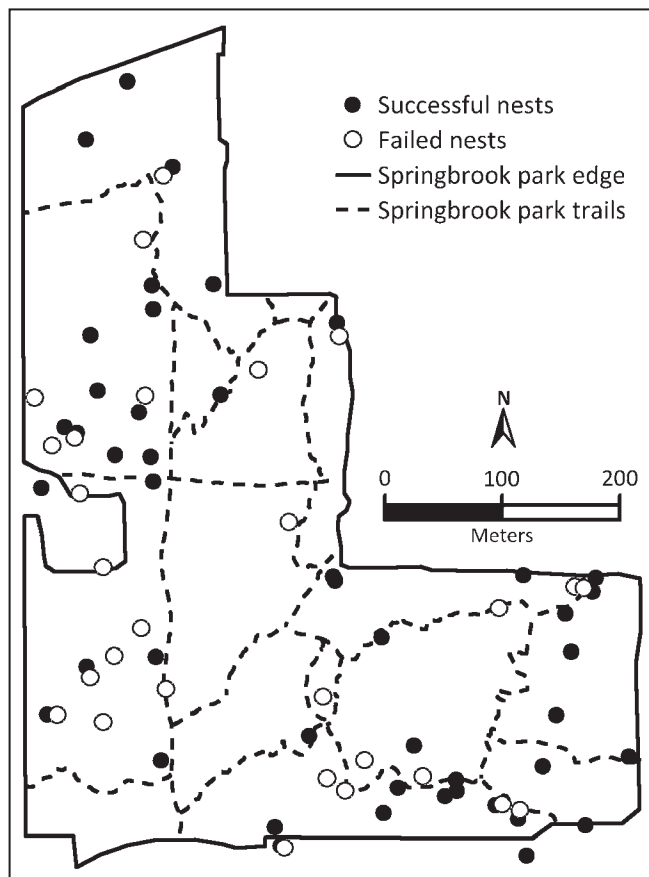 Successful nests
Failed nests
Springbrook park edge
Springbrook park trails
N
0 100 200
Meters